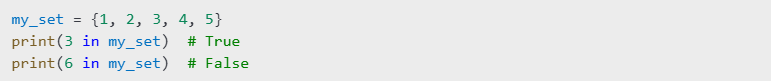 my_set = {1, 2, 3, 4, 5}
print(3 in my_set)  # True
print(6 in my_set)  # False